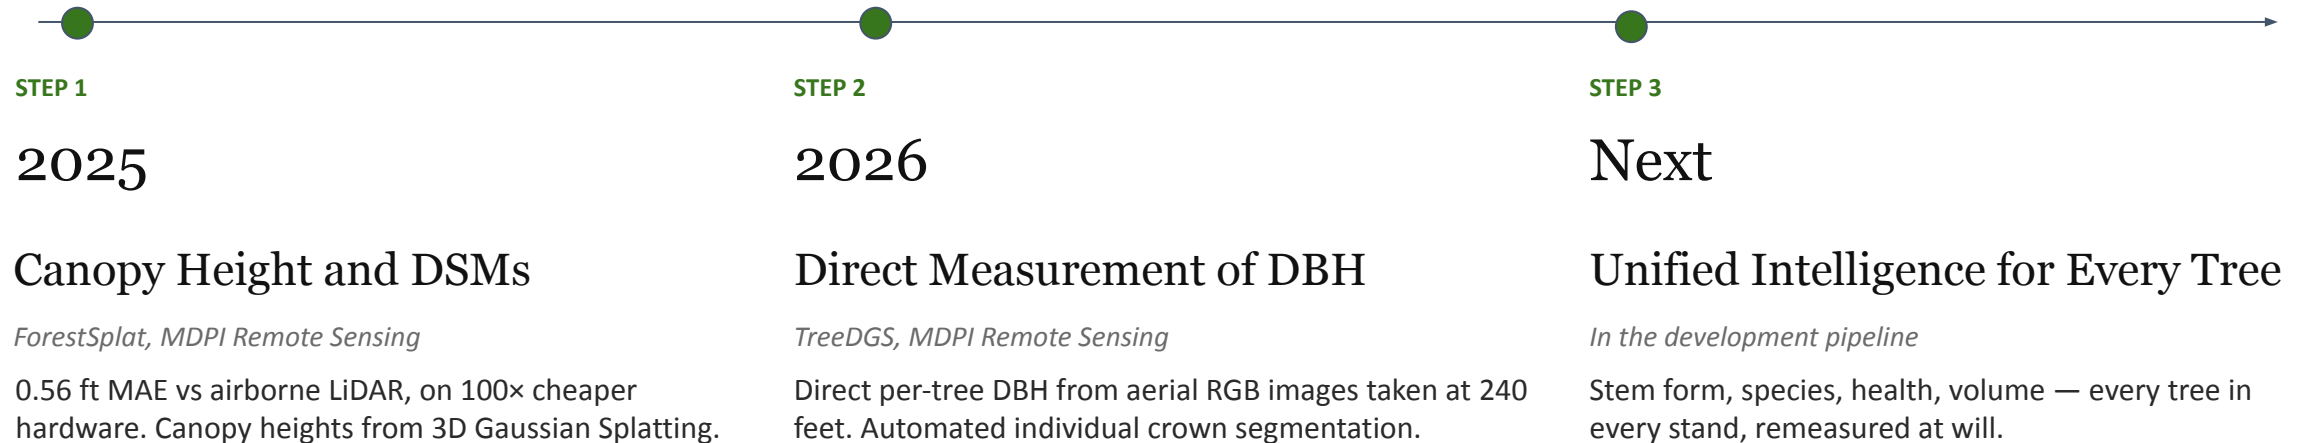 STEP 1
2025
Canopy Height and DSMs
ForestSplat, MDPI Remote Sensing
0.56 ft MAE vs airborne LiDAR, on 100× cheaper
hardware. Canopy heights from 3D Gaussian Splatting.
STEP 2
2026
Direct Measurement of DBH
TreeDGS, MDPI Remote Sensing
Direct per-tree DBH from aerial RGB images taken at 240
feet. Automated individual crown segmentation.
STEP 3
Next
Unified Intelligence for Every Tree
In the development pipeline
Stem form, species, health, volume — every tree in
every stand, remeasured at will.